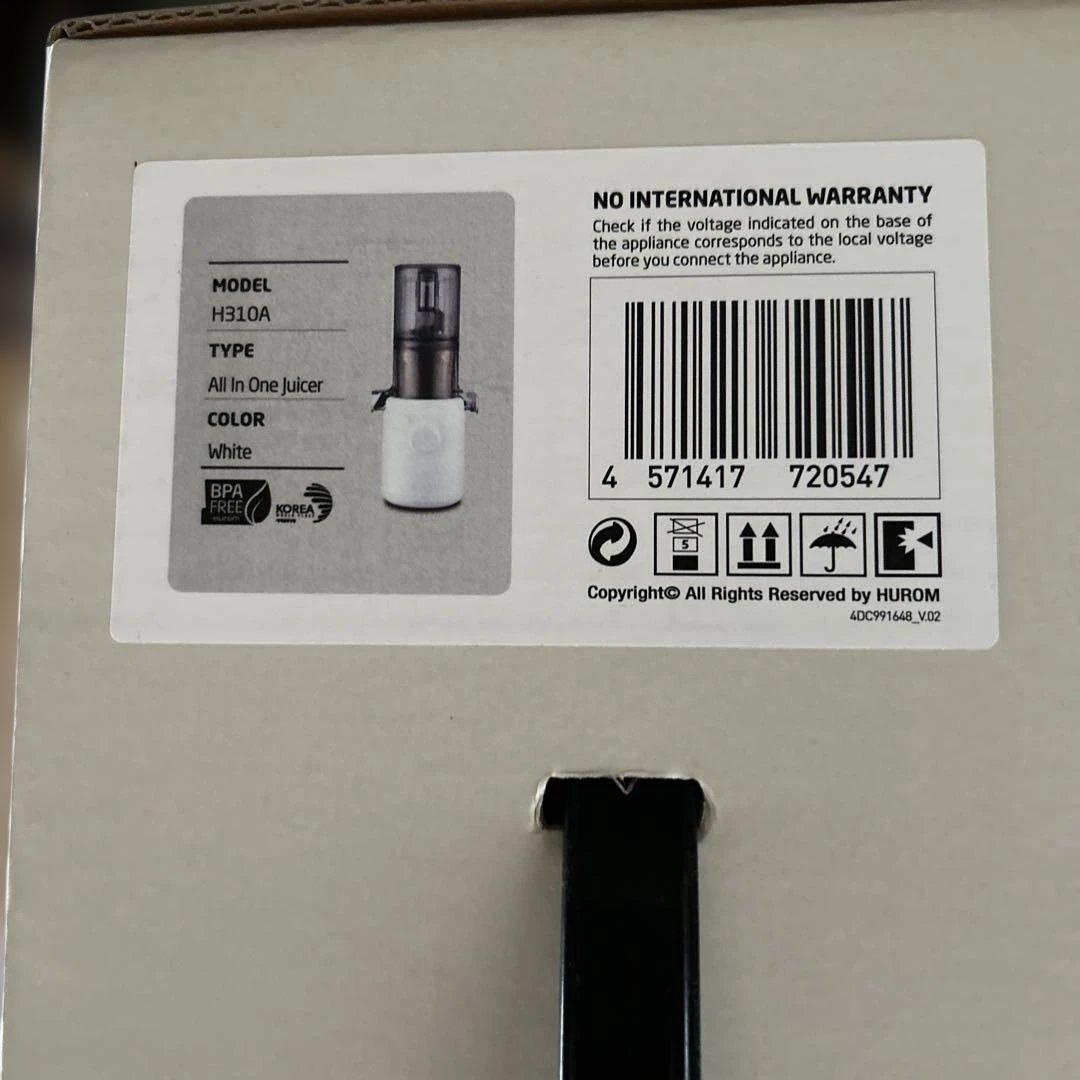 MODEL
H310A
TYPE
All In One Juicer
COLOR
White
BPA
FREE
Hurom
KOREA
NO INTERNATIONAL WARRANTY
Check if the voltage indicated on the base of
the appliance corresponds to the local voltage
before you connect the appliance.
4 571417 720547
5
Copyright© All Rights Reserved by HUROM
4DC991648_V.02